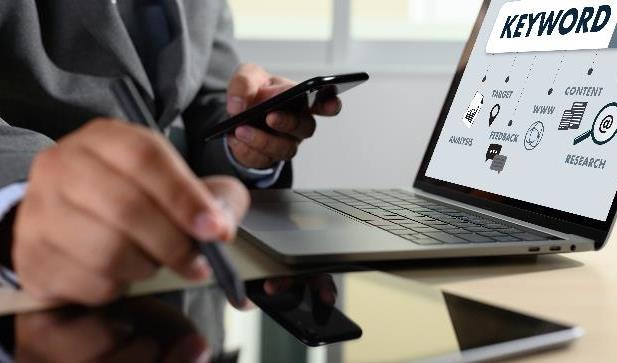 KEYWORD
TARGET
CONTENT
WWW
ANALYSIS
FEEDBACK
@
RESEARCH